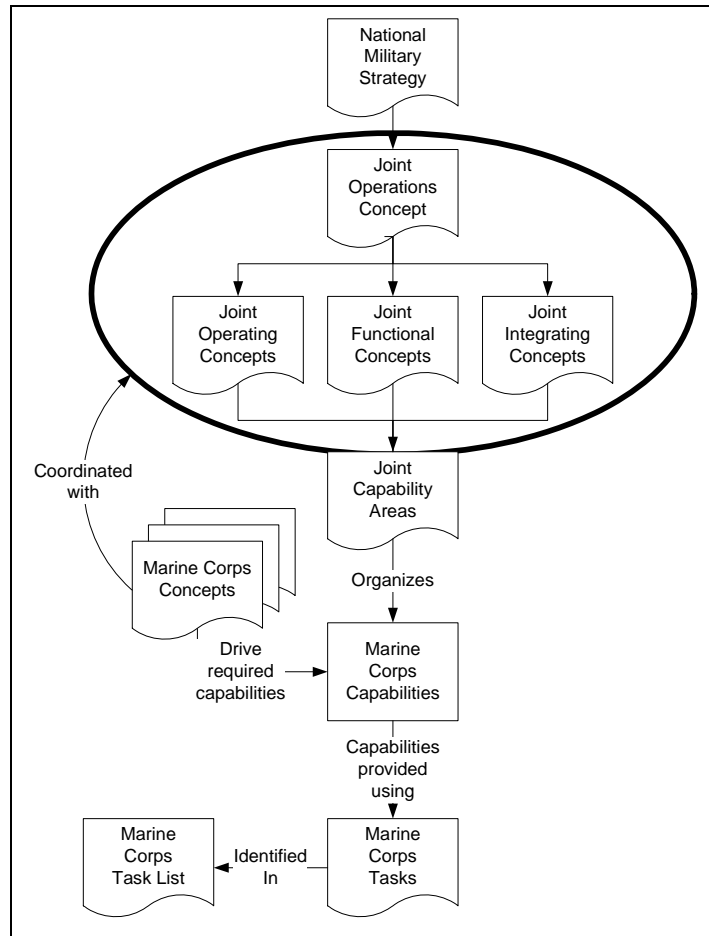 National
Military
Strategy
Joint
Operations
Concept
Joint
Operating
Concepts
Joint
Functional
Concepts
Joint
Integrating
Concepts
Coordinated
with
Joint
Capability
Areas
Marine Corps
Concepts
Organizes
Drive
required
capabilities
Marine
Corps
Capabilities
Capabilities
provided
using
Marine
Corps
Task List
Identified
In
Marine
Corps
Tasks